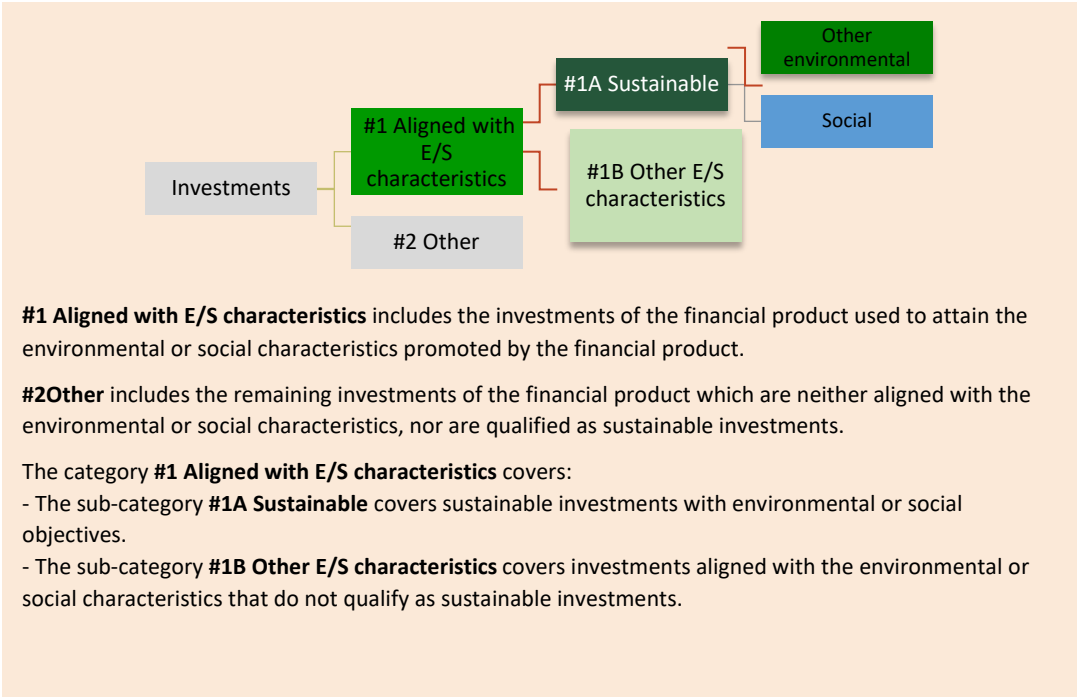 Other
environmental
#1A Sustainable
Social
#1 Aligned with
E/S
characteristics
#1B Other E/S
characteristics
Investments
#2 Other
#1 Aligned with E/S characteristics includes the investments of the financial product used to attain the
environmental or social characteristics promoted by the financial product.
#2Other includes the remaining investments of the financial product which are neither aligned with the
environmental or social characteristics, nor are qualified as sustainable investments.
The category #1 Aligned with E/S characteristics covers:
- The sub-category #1A Sustainable covers sustainable investments with environmental or social
objectives.
- The sub-category #1B Other E/S characteristics covers investments aligned with the environmental or
social characteristics that do not qualify as sustainable investments.